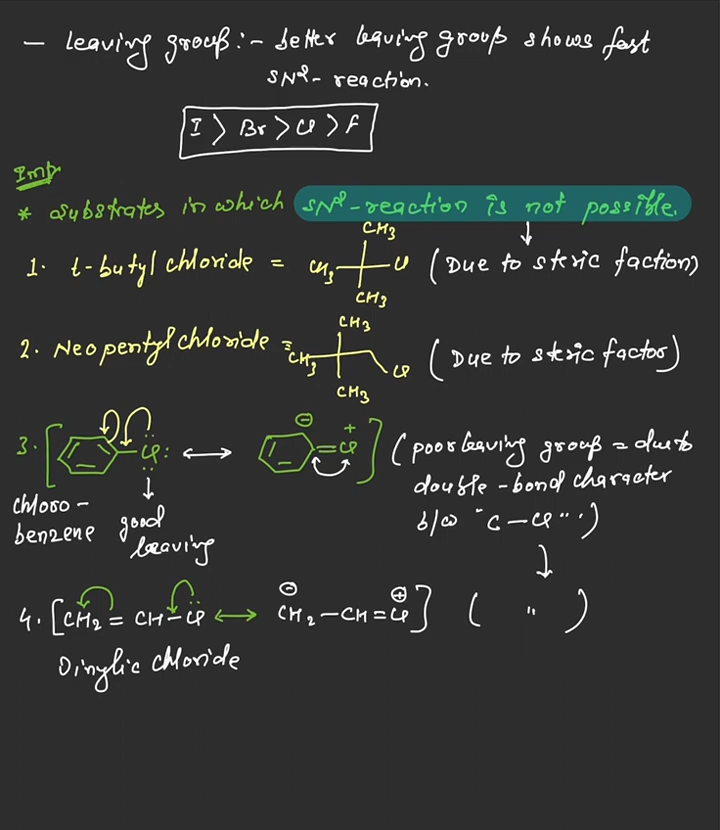 - Leaving group :- better leaving group shows fast
SN²- reaction.
I > Br > Cl > F
Imp
* Substrates in which SN²-reaction is not possible.
1. t-butyl chloride = CH₃ CH₃ CH₃ Cl (Due to steric faction)
2. Neopentyl chloride = CH₃ CH₃ CH₃ Cl (Due to steric factor)
3. [ Cl: ↔ ⊖ = Cl + ] (poor leaving group = due to
double-bond character
b/w "C-Cl")
chloro-
benzene
good
leaving
4. [CH₂ = CH - Cl ↔ ⊖ CH₂ - CH = Cl ⊕] ( " )
Vinylic chloride